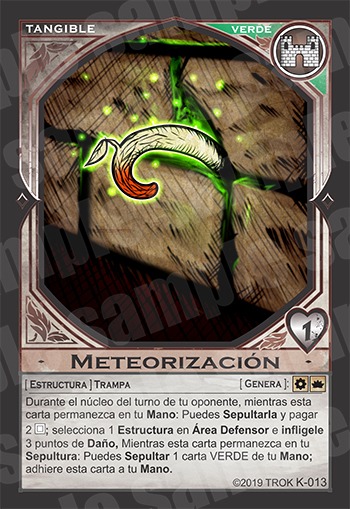 TANGIBLE
VERDE
1
METEORIZACIÓN
[ ESTRUCTURA ] TRAMPA
[ GENERA ]:
Durante el núcleo del turno de tu oponente, mientras esta
carta permanezca en tu Mano: Puedes Sepultarla y pagar
2 ; selecciona 1 Estructura en Área Defensor e inflígele
3 puntos de Daño, Mientras esta carta permanezca en tu
Sepultura: Puedes Sepultar 1 carta VERDE de tu Mano;
adhiere esta carta a tu Mano.
©2019 TROK K-013
Sample